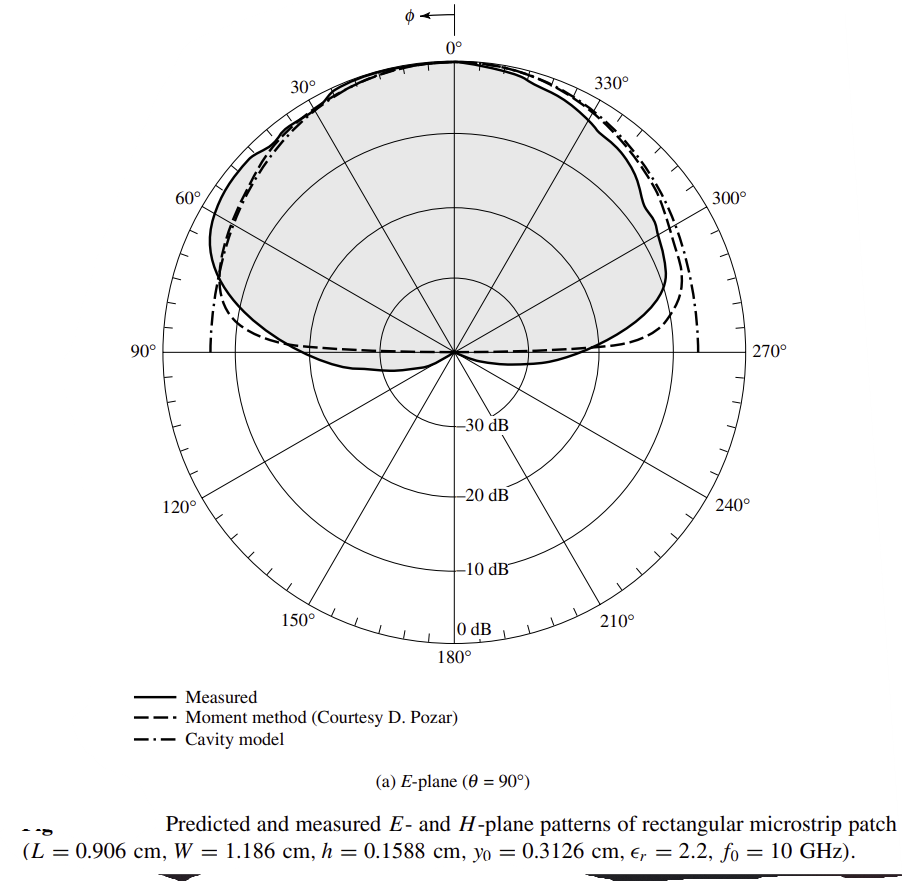 ϕ
0°
30°
330°
60°
300°
90°
270°
–30 dB
–20 dB
120°
240°
–10 dB
150°
210°
0 dB
180°
Measured
Moment method (Courtesy D. Pozar)
Cavity model
(a) E-plane (θ = 90°)
Predicted and measured E- and H-plane patterns of rectangular microstrip patch
(L = 0.906 cm, W = 1.186 cm, h = 0.1588 cm, y₀ = 0.3126 cm, ϵᵣ = 2.2, f₀ = 10 GHz).